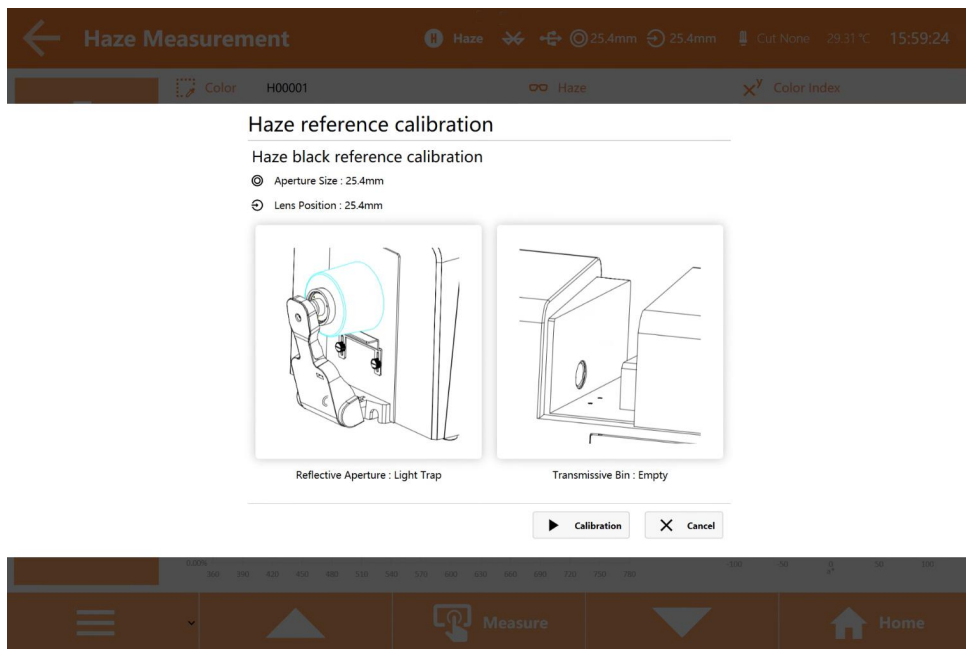 Haze Measurement
H Haze 25.4mm 25.4mm Cut None 29.31 ℃ 15:59:24
Color H00001 Haze Xy Color Index
Haze reference calibration
Haze black reference calibration
Aperture Size : 25.4mm
Lens Position : 25.4mm
Reflective Aperture : Light Trap
Transmissive Bin : Empty
Calibration
Cancel
0.00%
360 390 420 450 480 510 540 570 600 630 660 690 720 750 780
-100 -50 0 50 100
Measure
Home